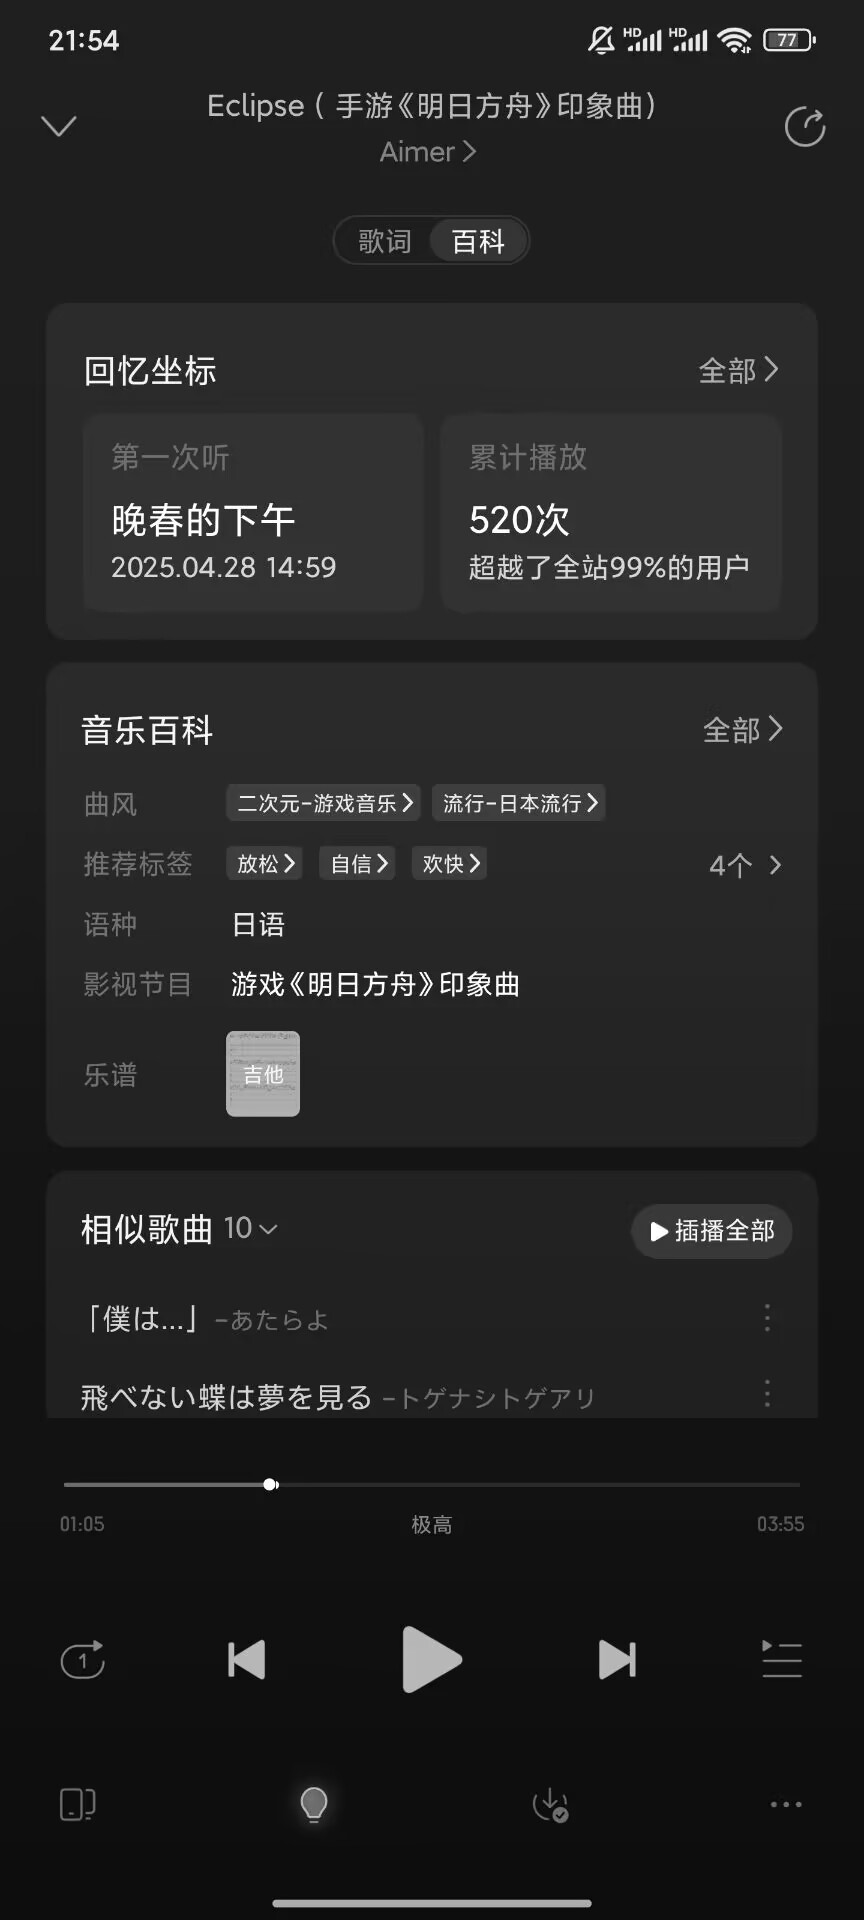 21:54
HD HD 77
Eclipse（手游《明日方舟》印象曲）
Aimer
歌词 百科
回忆坐标 全部
第一次听 累计播放
晚春的下午 520次
2025.04.28 14:59 超越了全站99%的用户
音乐百科 全部
曲风 二次元-游戏音乐 流行-日本流行
推荐标签 放松 自信 欢快 4个
语种 日语
影视节目 游戏《明日方舟》印象曲
乐谱 吉他
相似歌曲 10 插播全部
「僕は...」 -あたらよ
飛べない蝶は夢を見る -トゲナシトゲアリ
01:05 极高 03:55
1